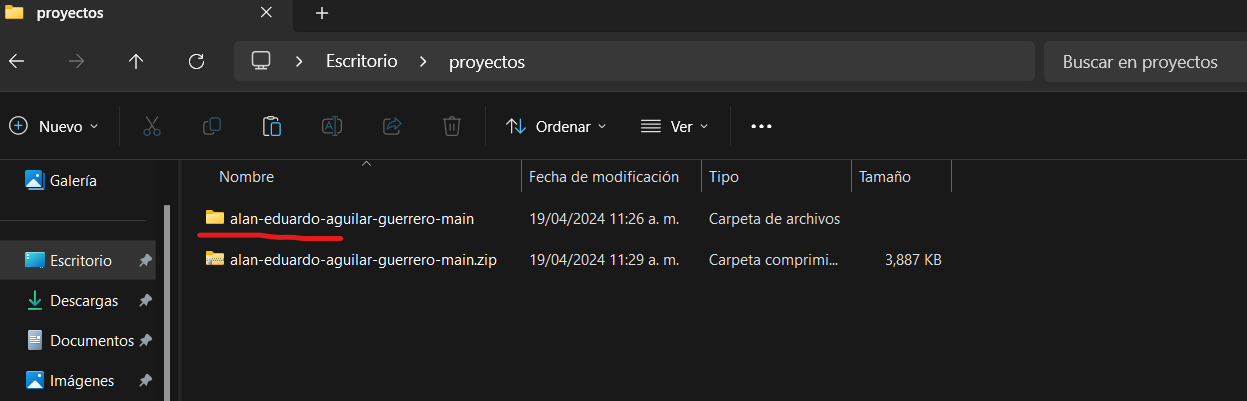 proyectos
Escritorio > proyectos
Buscar en proyectos
Nuevo
Ordenar
Ver
Galería
Escritorio
Descargas
Documentos
Imágenes
Nombre Fecha de modificación Tipo Tamaño
alan-eduardo-aguilar-guerrero-main 19/04/2024 11:26 a. m. Carpeta de archivos
alan-eduardo-aguilar-guerrero-main.zip 19/04/2024 11:29 a. m. Carpeta comprimi... 3,887 KB